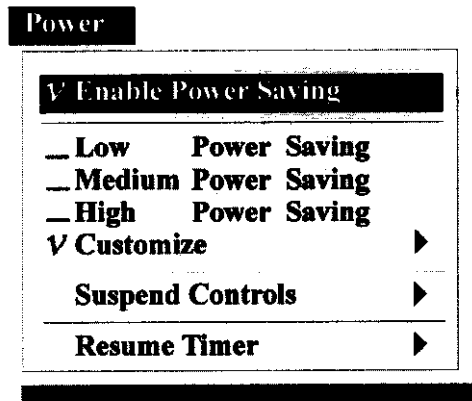 Power
V Enable Power Saving
_ Low Power Saving
_ Medium Power Saving
_ High Power Saving
V Customize ▶
Suspend Controls ▶
Resume Timer ▶